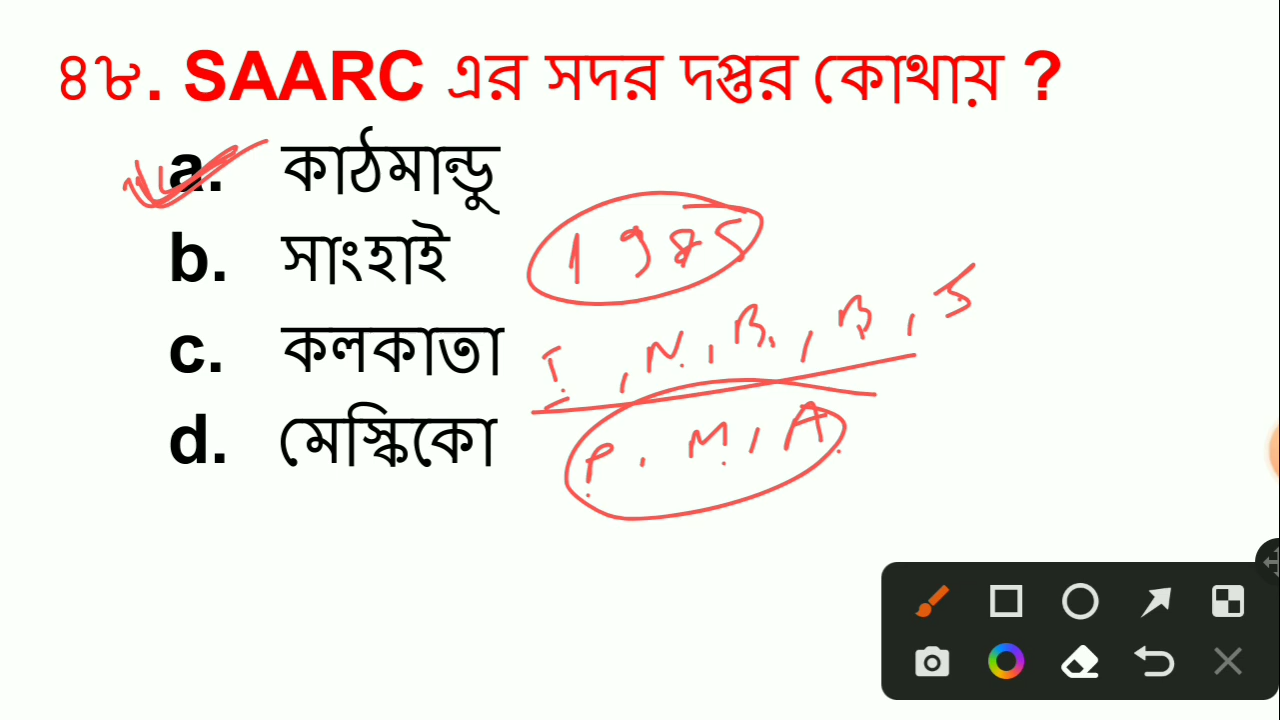 ৪৮. SAARC এর সদর দপ্তর কোথায় ?
a. কাঠমান্ডু
b. সাংহাই
1985
c. কলকাতা
I, N, B, B, S
d. মেস্কিকো
P, M, A